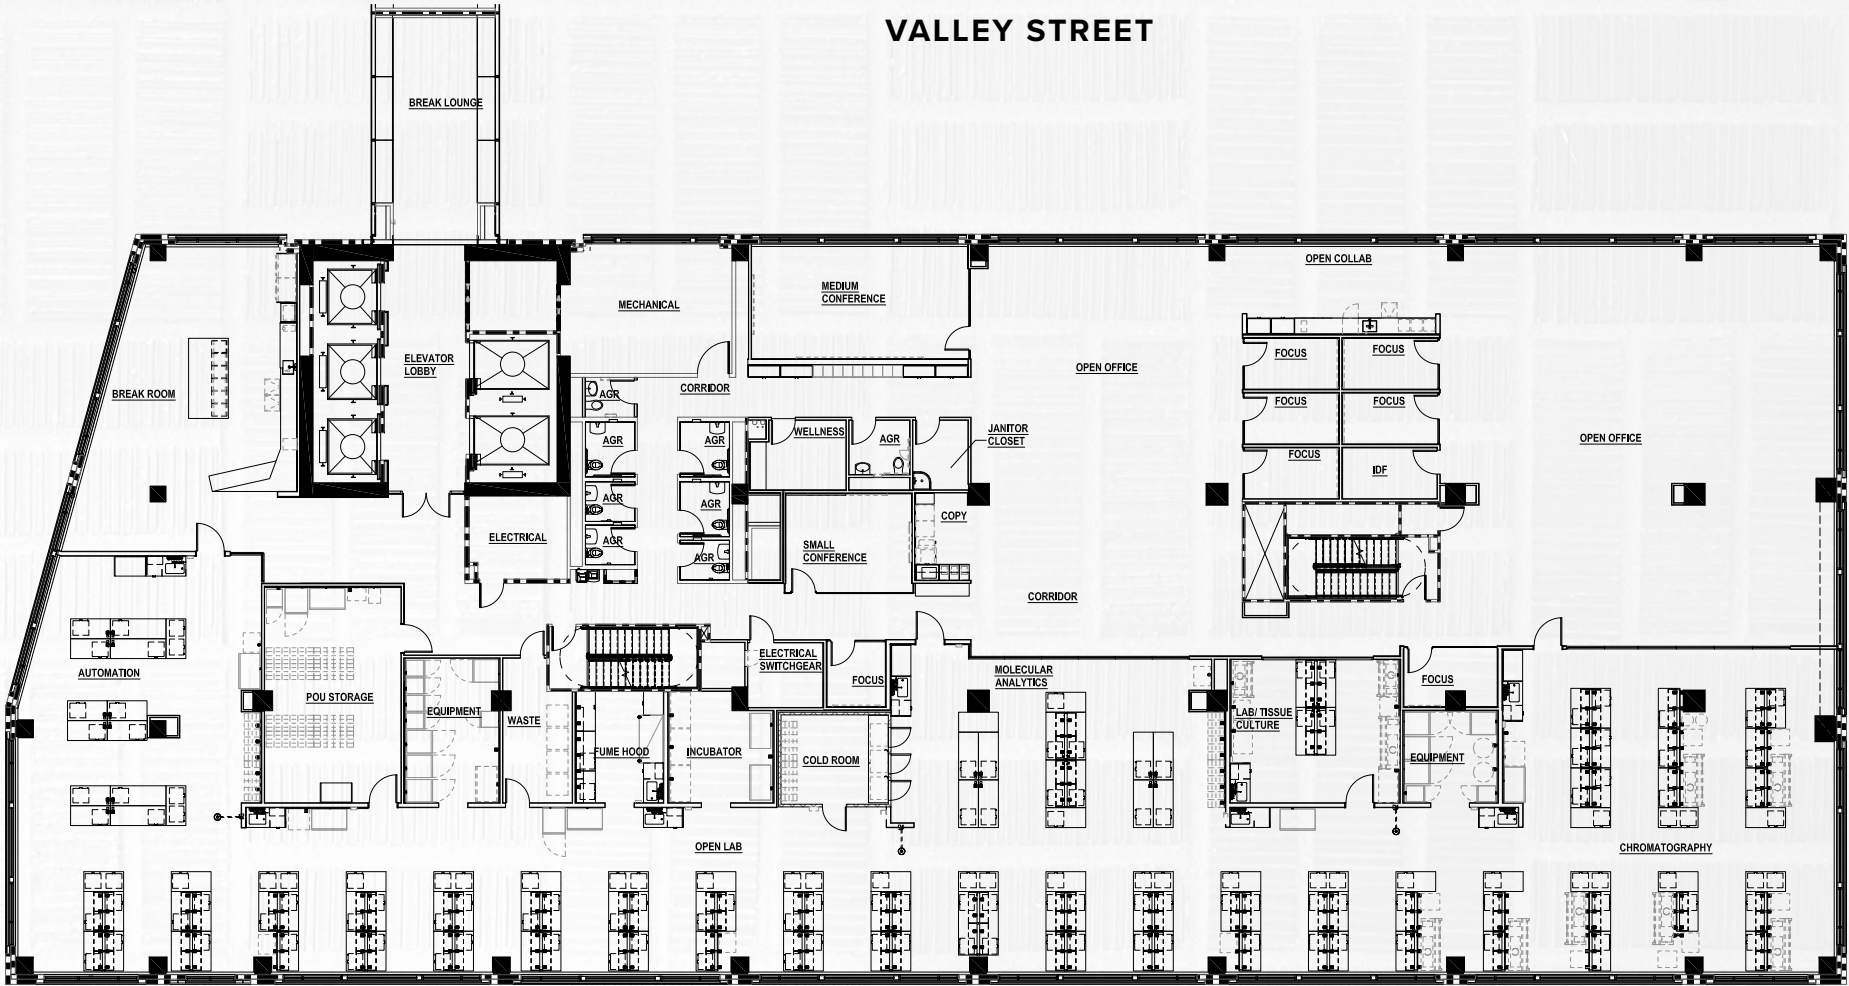 VALLEY STREET
BREAK LOUNGE
OPEN COLLAB
MEDIUM
CONFERENCE
MECHANICAL
ELEVATOR
LOBBY
FOCUS
FOCUS
OPEN OFFICE
BREAK ROOM
CORRIDOR
AGR
FOCUS
FOCUS
AGR
AGR
WELLNESS
AGR
JANITOR
CLOSET
OPEN OFFICE
FOCUS
IDF
AGR
AGR
COPY
ELECTRICAL
AGR
AGR
SMALL
CONFERENCE
CORRIDOR
AUTOMATION
ELECTRICAL
SWITCHGEAR
FOCUS
MOLECULAR
ANALYTICS
FOCUS
POU STORAGE
EQUIPMENT
WASTE
LAB/ TISSUE
CULTURE
FUME HOOD
INCUBATOR
COLD ROOM
EQUIPMENT
OPEN LAB
CHROMATOGRAPHY